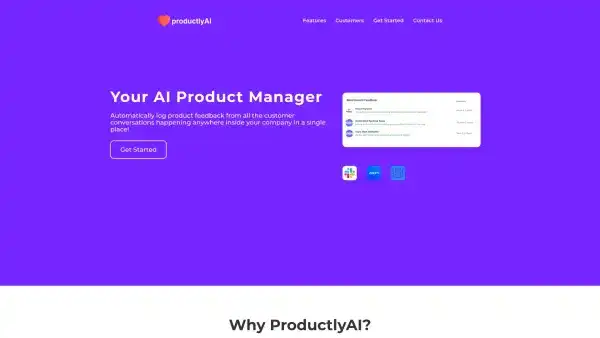 productlyAI
Features Customers Get Started Contact Us
Your AI Product Manager
Automatically log product feedback from all the customer
conversations happening anywhere inside your company in a single
place!
Get Started
Why ProductlyAI?